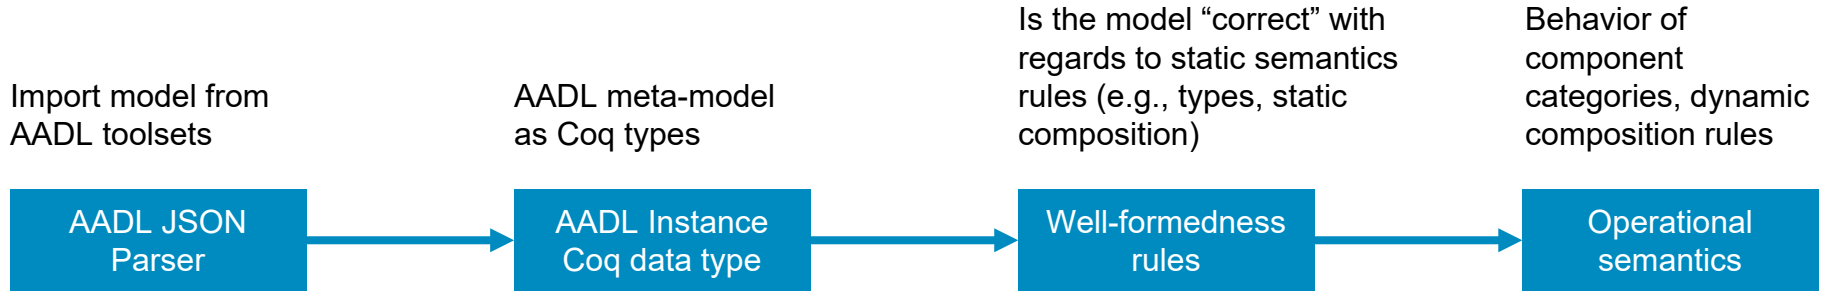 Import model from
AADL toolsets
AADL meta-model
as Coq types
Is the model “correct” with
regards to static semantics
rules (e.g., types, static
composition)
Behavior of
component
categories, dynamic
composition rules
AADL JSON
Parser
AADL Instance
Coq data type
Well-formedness
rules
Operational
semantics